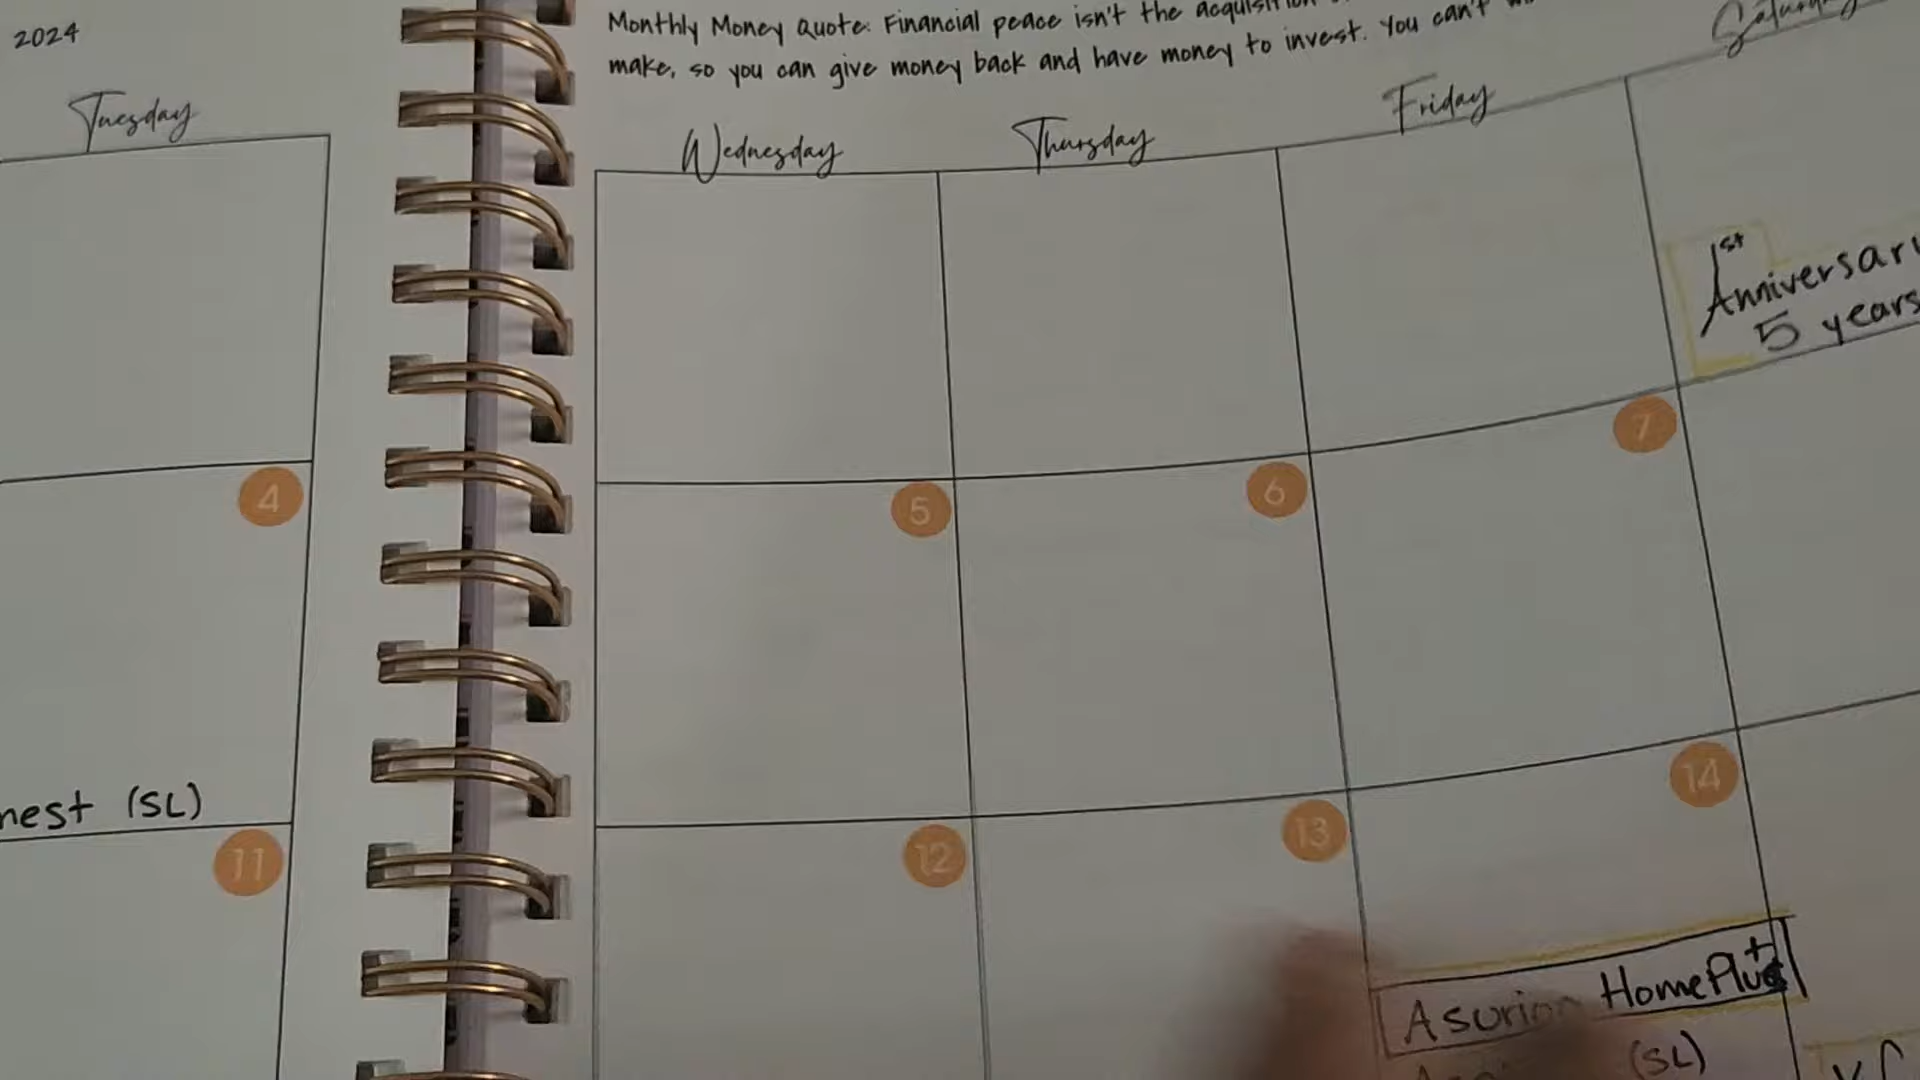 2024
Monthly Money Quote: Financial peace isn't the acquisition
make, so you can give money back and have money to invest. You can't
Tuesday
Wednesday
Thursday
Friday
Saturday
1st
Anniversary
5 years
4
5
6
7
nest (SL)
11
12
13
14
Asurion HomePlus
(SL)